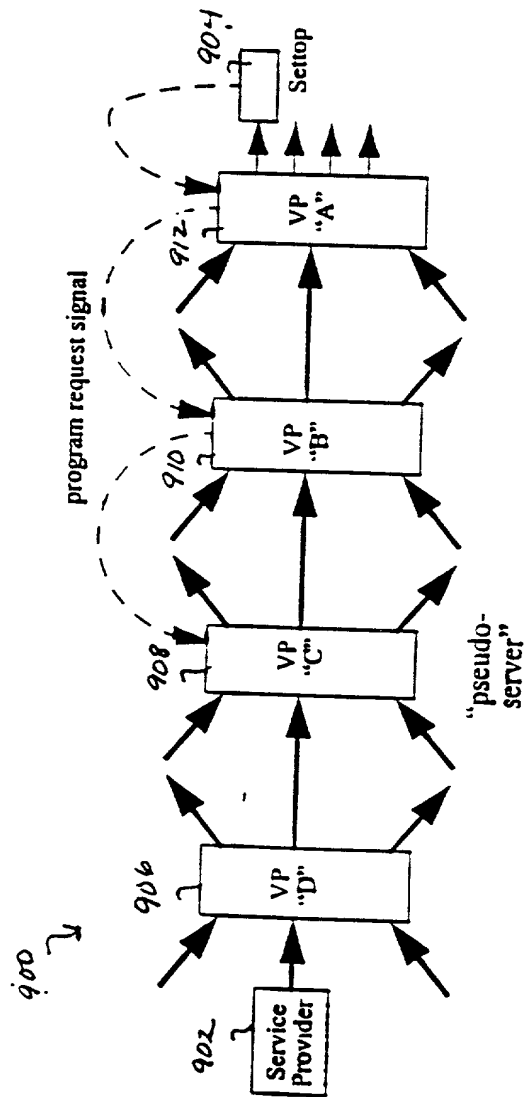 900
902
Service
Provider
906
VP
"D"
908
VP
"C"
"pseudo-
server"
program request signal
910
VP
"B"
912
VP
"A"
904
Settop